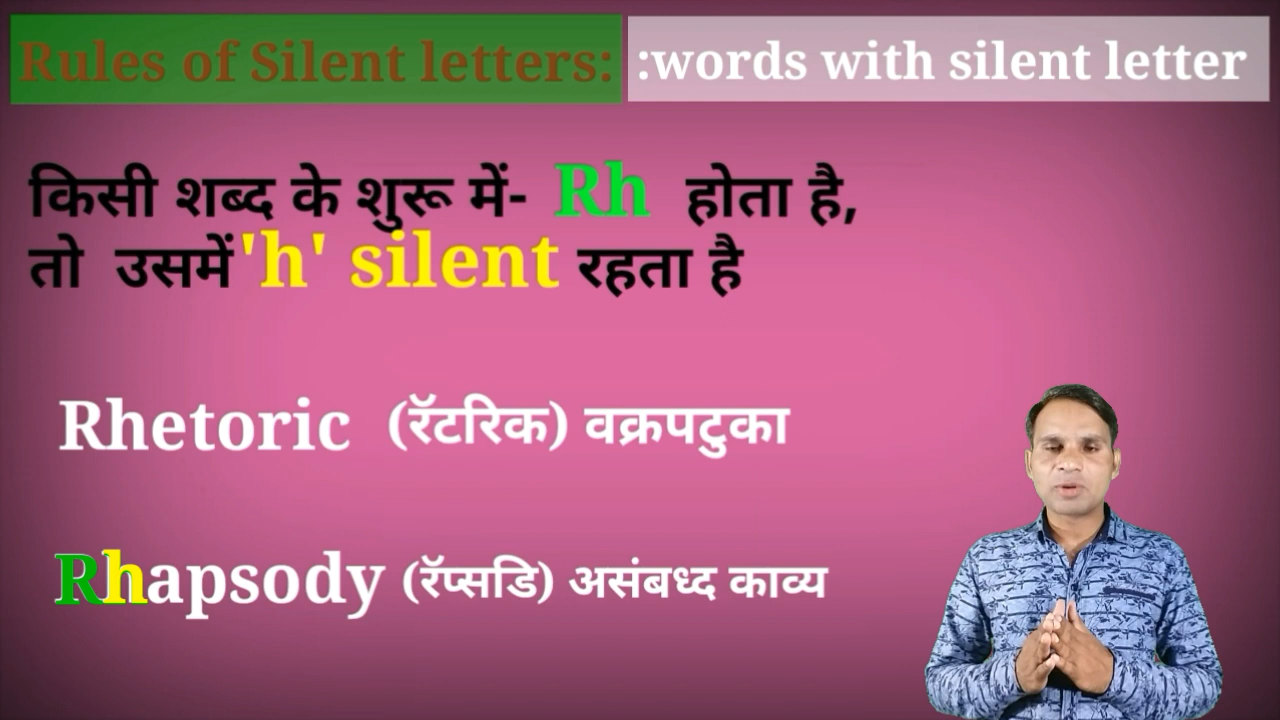 Rules of Silent letters: :words with silent letter
किसी शब्द के शुरू में- Rh होता है,
तो उसमें 'h' silent रहता है
Rhetoric (रॅटरिक) वक्रपटुका
Rhapsody (रॅप्सडि) असंबध्द काव्य